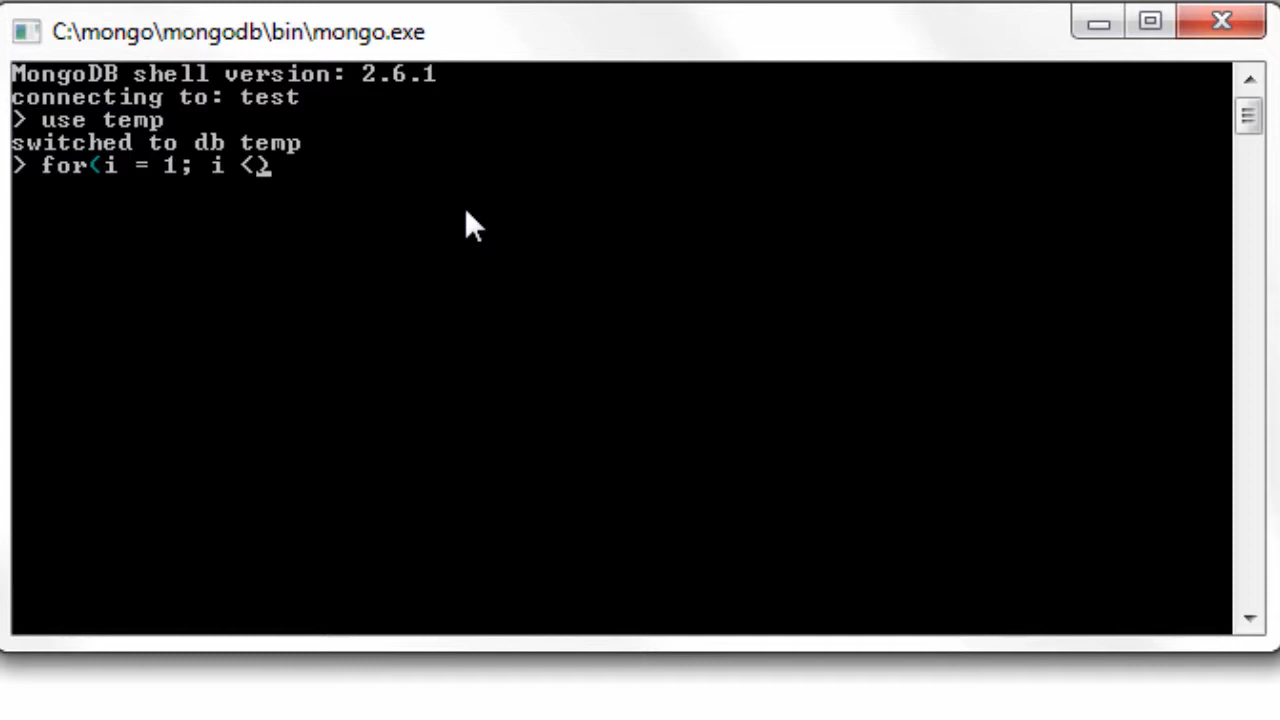 C:\mongo\mongodb\bin\mongo.exe
MongoDB shell version: 2.6.1
connecting to: test
> use temp
switched to db temp
> for(i = 1; i <)